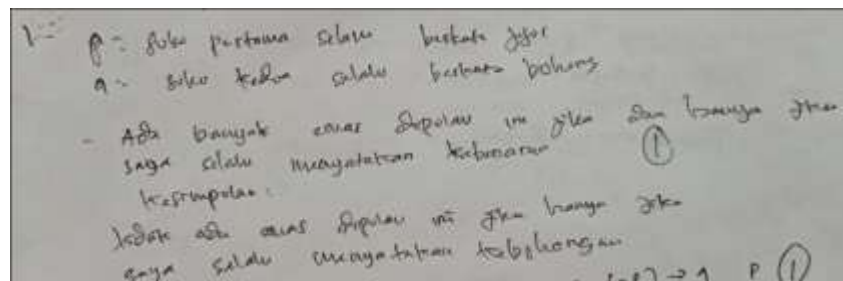 1. p = suku pertama selalu berkata jujur
q = suku kedua selalu berkata bohong
- Ada banyak emas dipulau ini jika dan hanya jika
saya selalu menyatakan kebenaran ①
kesimpulan :
tidak ada emas dipulau ini jika hanya jika
saya selalu menyatakan kebohongan
→ q p ①